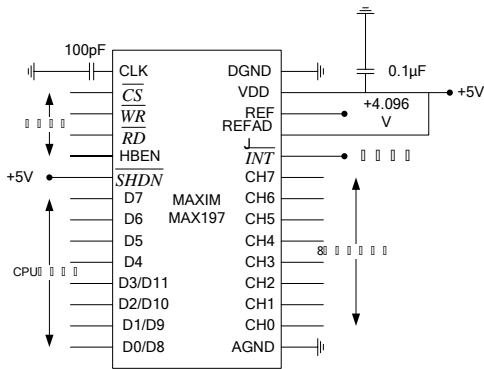 100pF
CLK
CS
WR
RD
HBEN
+5V
SHDN
D7
D6
D5
D4
D3/D11
D2/D10
D1/D9
D0/D8
CPU
MAXIM
MAX197
DGND
VDD
REF
REFADJ
INT
CH7
CH6
CH5
CH4
CH3
CH2
CH1
CH0
AGND
0.1μF
+5V
+4.096
V
8